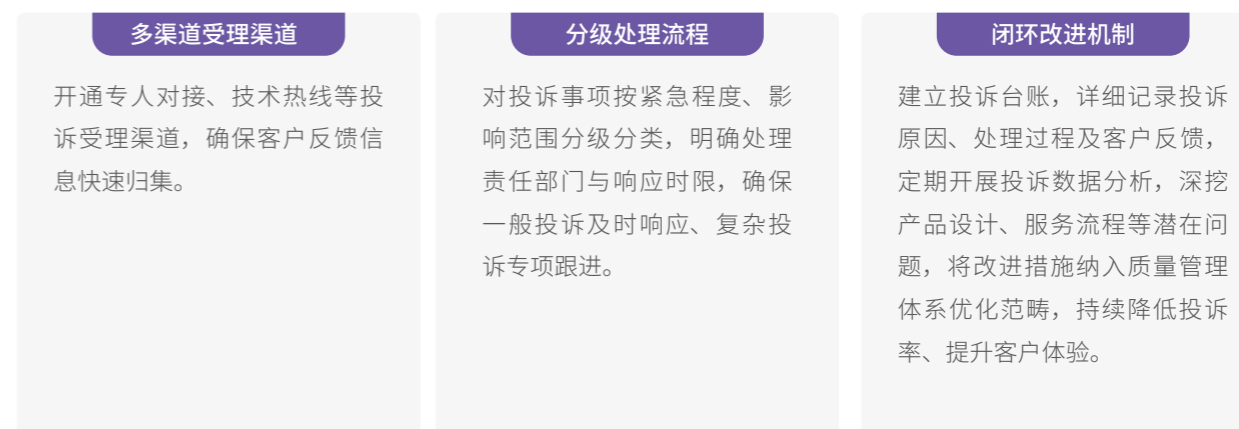 多渠道受理渠道
开通专人对接、技术热线等投
诉受理渠道，确保客户反馈信
息快速归集。
分级处理流程
对投诉事项按紧急程度、影
响范围分级分类，明确处理
责任部门与响应时限，确保
一般投诉及时响应、复杂投
诉专项跟进。
闭环改进机制
建立投诉台账，详细记录投诉
原因、处理过程及客户反馈，
定期开展投诉数据分析，深挖
产品设计、服务流程等潜在问
题，将改进措施纳入质量管理
体系优化范畴，持续降低投诉
率、提升客户体验。